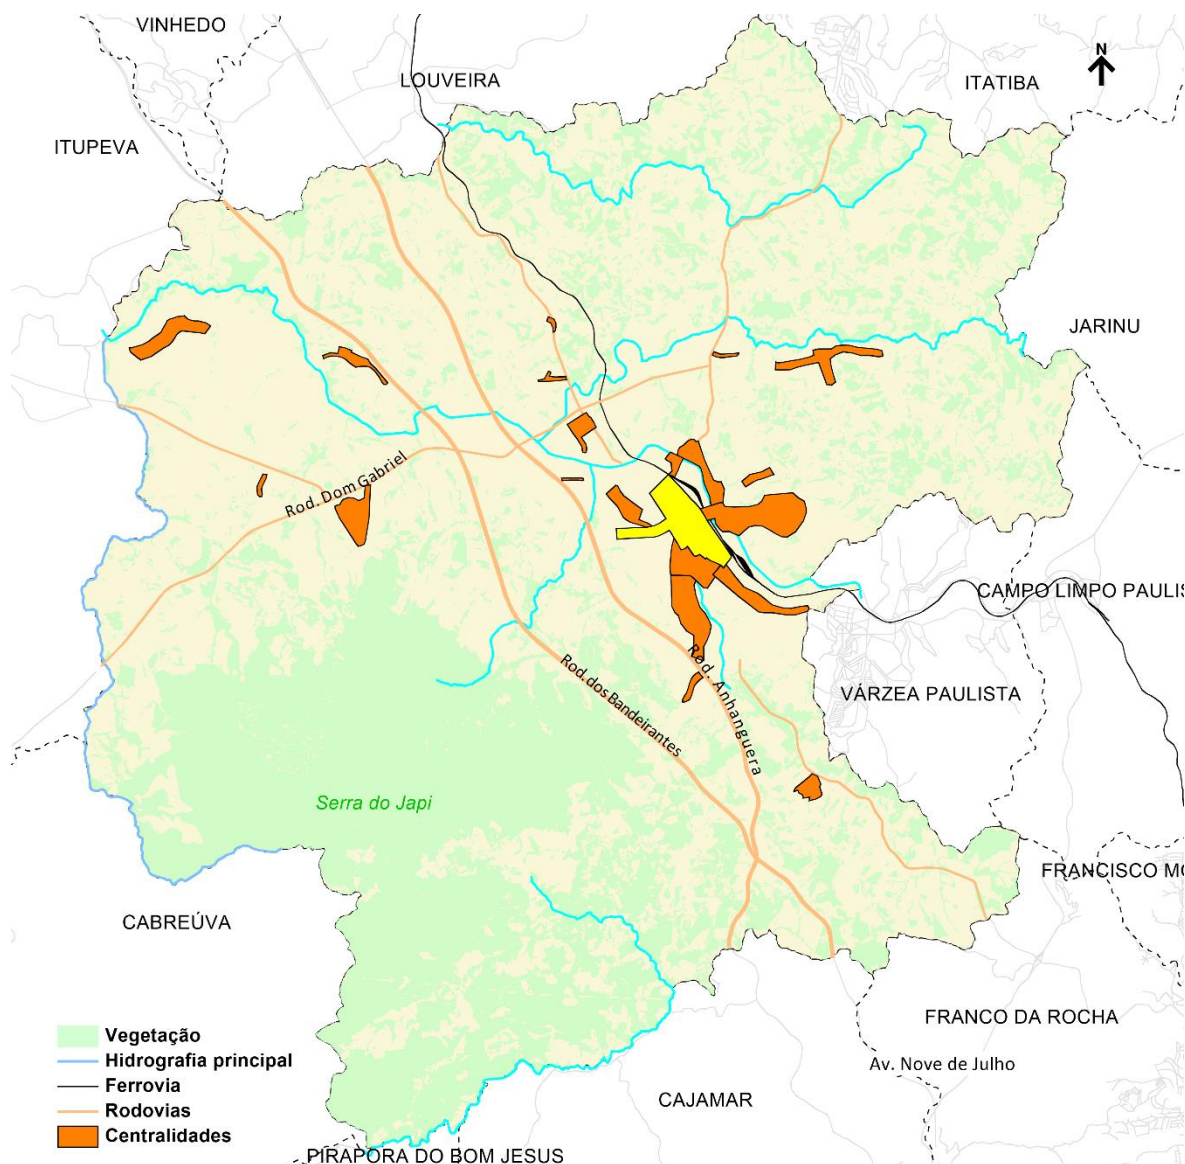 VINHEDO
LOUVEIRA
N
ITATIBA
ITUPEVA
JARINU
Rod. Dom Gabriel
CAMPO LIMPO PAULIS
Rod. dos Bandeirantes
Rod. Anhanguera
VÁRZEA PAULISTA
Serra do Japi
FRANCISCO MO
CABREÚVA
FRANCO DA ROCHA
Av. Nove de Julho
CAJAMAR
PIRAPORA DO BOM JESUS
Vegetação
Hidrografia principal
Ferrovia
Rodovias
Centralidades